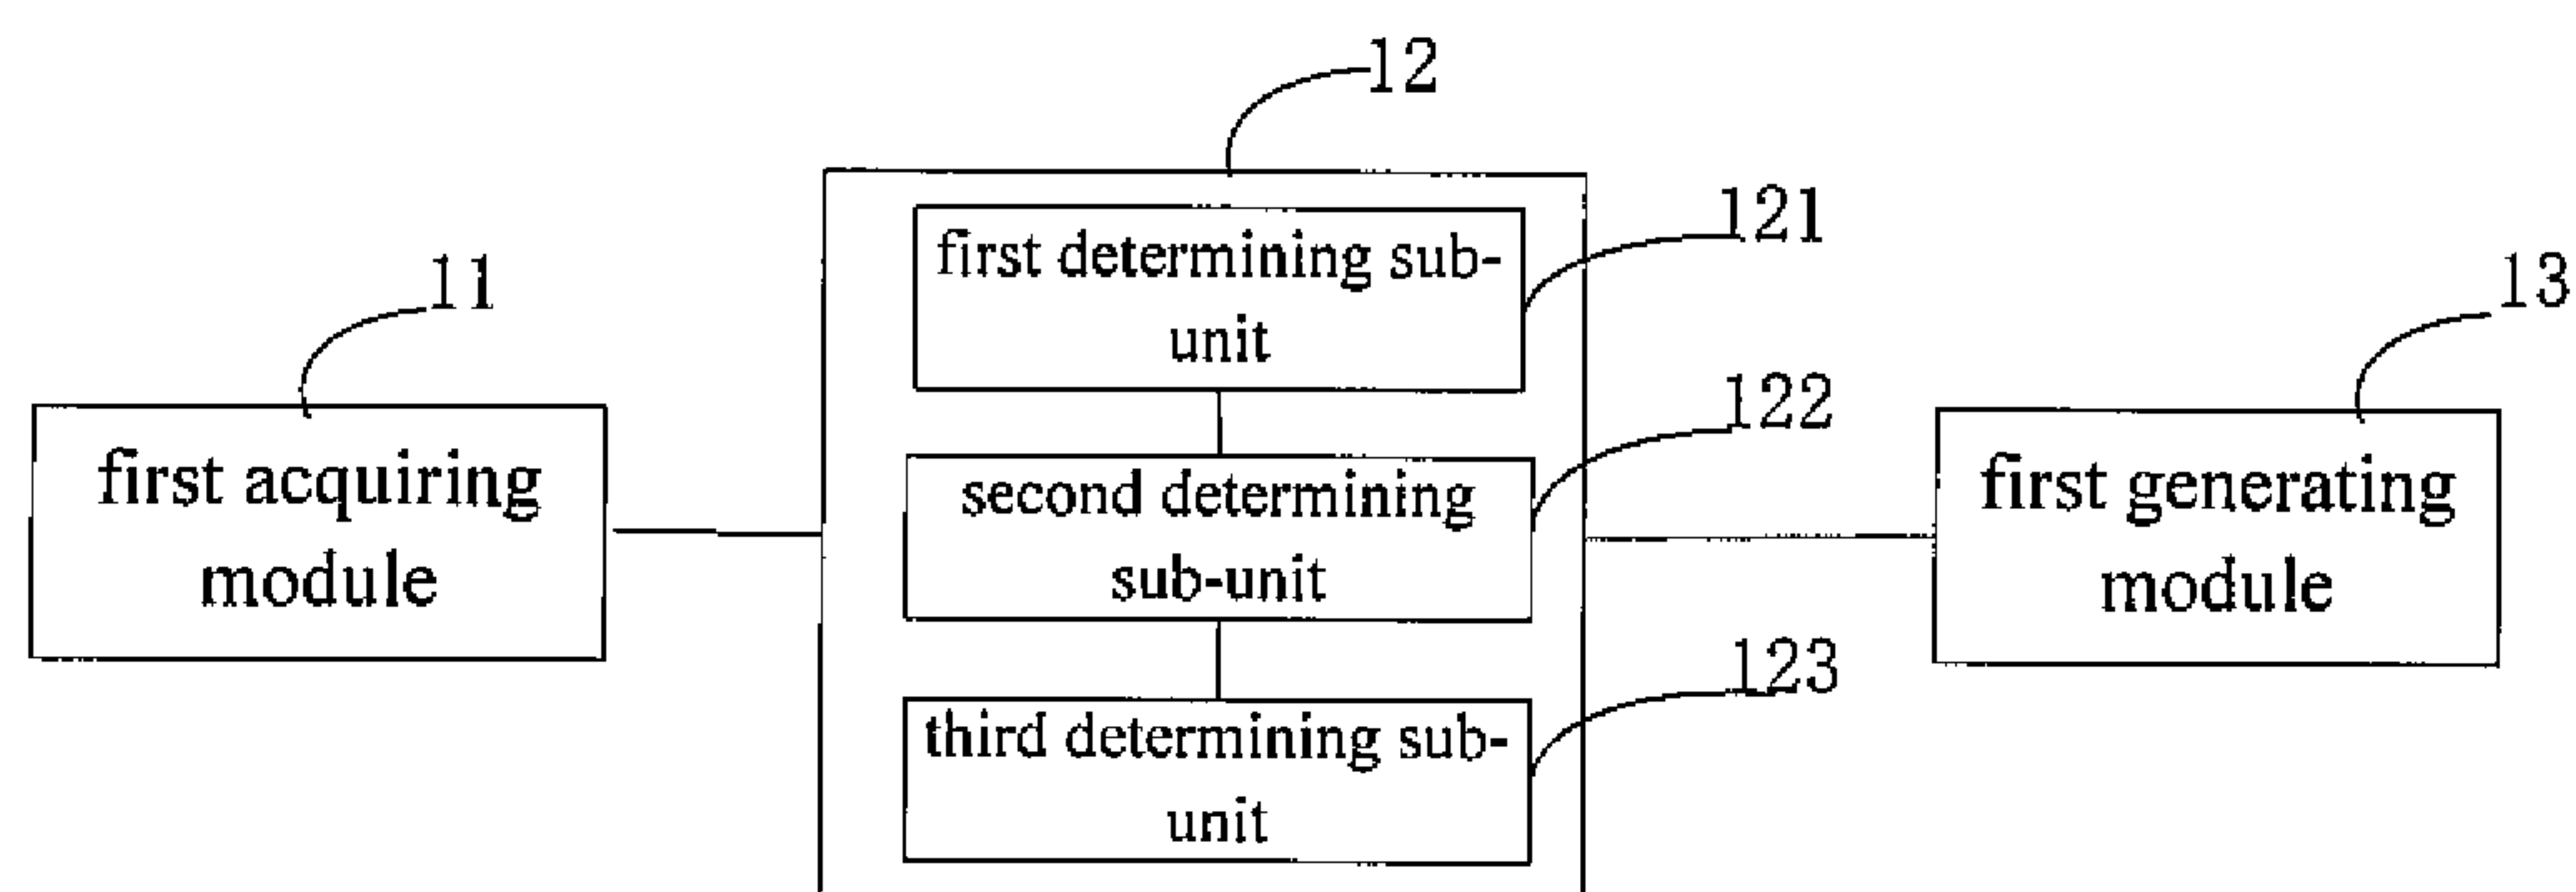 12
first determining sub-
unit
121
11
13
first acquiring
module
second determining
sub-unit
122
first generating
module
third determining sub-
unit
123